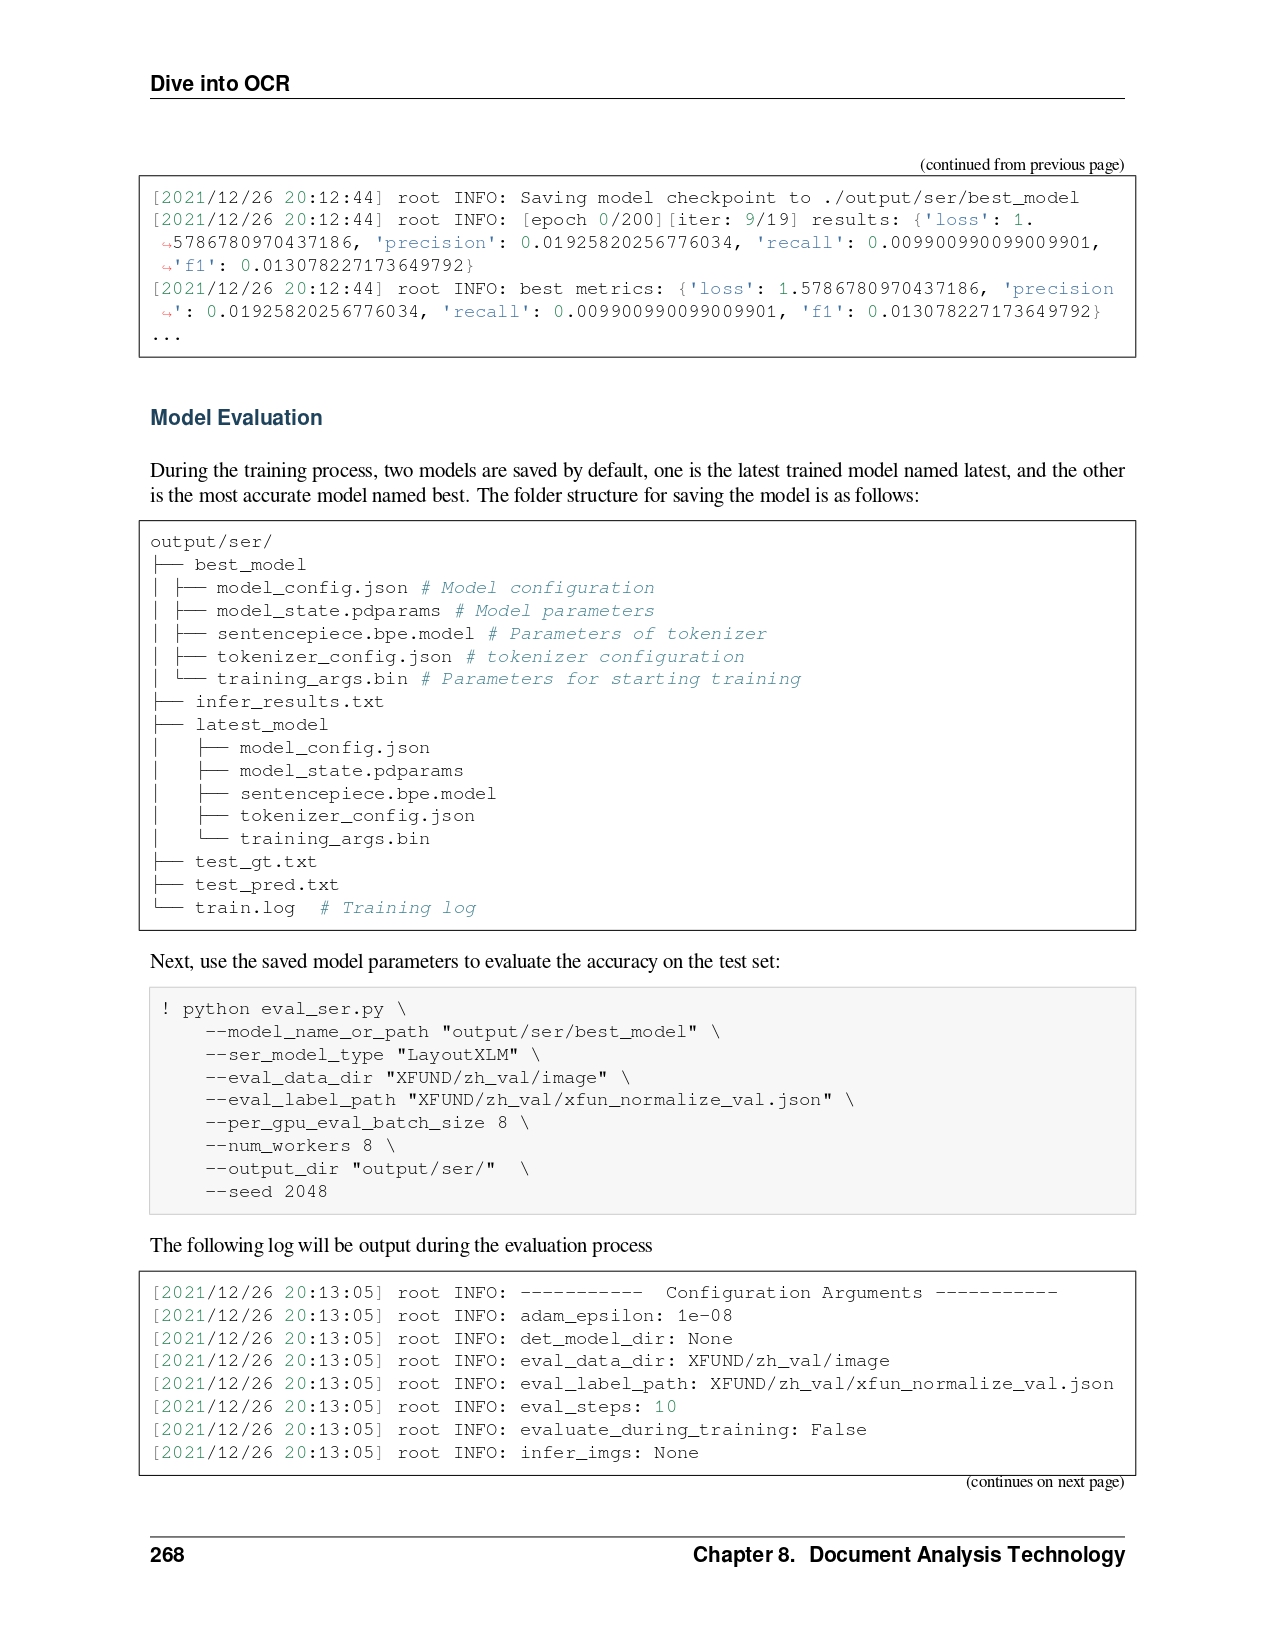 Dive into OCR
(continued from previous page)
[2021/12/26 20:12:44] root INFO: Saving model checkpoint to ./output/ser/best_model
[2021/12/26 20:12:44] root INFO: [epoch 0/200][iter: 9/19] results: {'loss': 1.
↪5786780970437186, 'precision': 0.01925820256776034, 'recall': 0.009900990099009901,
↪'f1': 0.013078227173649792}
[2021/12/26 20:12:44] root INFO: best metrics: {'loss': 1.5786780970437186, 'precision
↪': 0.01925820256776034, 'recall': 0.009900990099009901, 'f1': 0.013078227173649792}
...
Model Evaluation
During the training process, two models are saved by default, one is the latest trained model named latest, and the other
is the most accurate model named best. The folder structure for saving the model is as follows:
output/ser/
├── best_model
│ ├── model_config.json # Model configuration
│ ├── model_state.pdparams # Model parameters
│ ├── sentencepiece.bpe.model # Parameters of tokenizer
│ ├── tokenizer_config.json # tokenizer configuration
│ └── training_args.bin # Parameters for starting training
├── infer_results.txt
├── latest_model
│   ├── model_config.json
│   ├── model_state.pdparams
│   ├── sentencepiece.bpe.model
│   ├── tokenizer_config.json
│   └── training_args.bin
├── test_gt.txt
├── test_pred.txt
└── train.log  # Training log
Next, use the saved model parameters to evaluate the accuracy on the test set:
! python eval_ser.py \
    --model_name_or_path "output/ser/best_model" \
    --ser_model_type "LayoutXLM" \
    --eval_data_dir "XFUND/zh_val/image" \
    --eval_label_path "XFUND/zh_val/xfun_normalize_val.json" \
    --per_gpu_eval_batch_size 8 \
    --num_workers 8 \
    --output_dir "output/ser/"  \
    --seed 2048
The following log will be output during the evaluation process
[2021/12/26 20:13:05] root INFO: -----------  Configuration Arguments -----------
[2021/12/26 20:13:05] root INFO: adam_epsilon: 1e-08
[2021/12/26 20:13:05] root INFO: det_model_dir: None
[2021/12/26 20:13:05] root INFO: eval_data_dir: XFUND/zh_val/image
[2021/12/26 20:13:05] root INFO: eval_label_path: XFUND/zh_val/xfun_normalize_val.json
[2021/12/26 20:13:05] root INFO: eval_steps: 10
[2021/12/26 20:13:05] root INFO: evaluate_during_training: False
[2021/12/26 20:13:05] root INFO: infer_imgs: None
(continues on next page)
268 Chapter 8. Document Analysis Technology